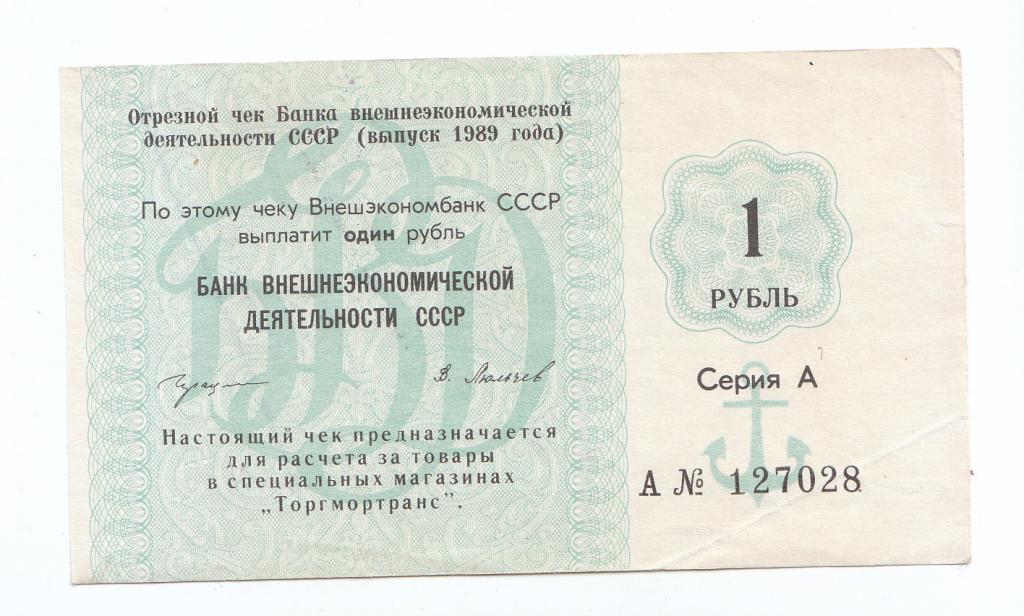 Отрезной чек Банка внешнеэкономической
деятельности СССР (выпуск 1989 года)
По этому чеку Внешэкономбанк СССР
выплатит один рубль
БАНК ВНЕШНЕЭКОНОМИЧЕСКОЙ
ДЕЯТЕЛЬНОСТИ СССР
В.
Настоящий чек предназначается
для расчета за товары
в специальных магазинах
„Торгмортранс".
1
РУБЛЬ
Серия А
А № 127028